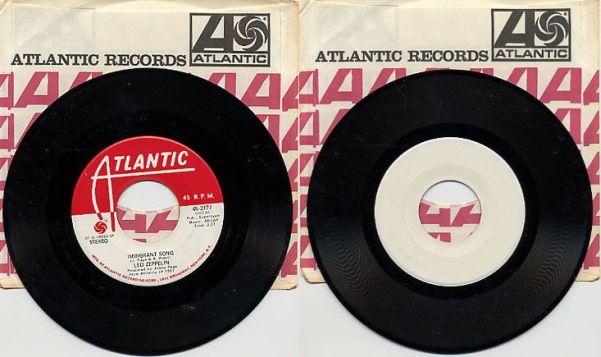 ATLANTIC RECORDS
ATLANTIC
ATLANTIC
45 R.P.M.
45-2777
STEREO
IMMIGRANT SONG
LED ZEPPELIN
ATLANTIC RECORDS
ATLANTIC